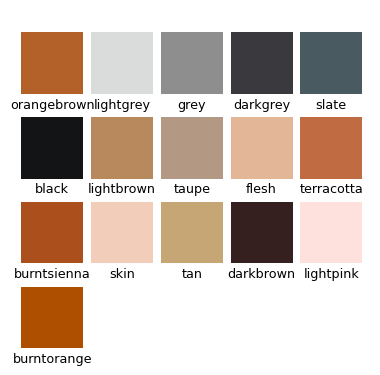 orangebrown lightgrey grey darkgrey slate
black lightbrown taupe flesh terracotta
burntsienna skin tan darkbrown lightpink
burntorange